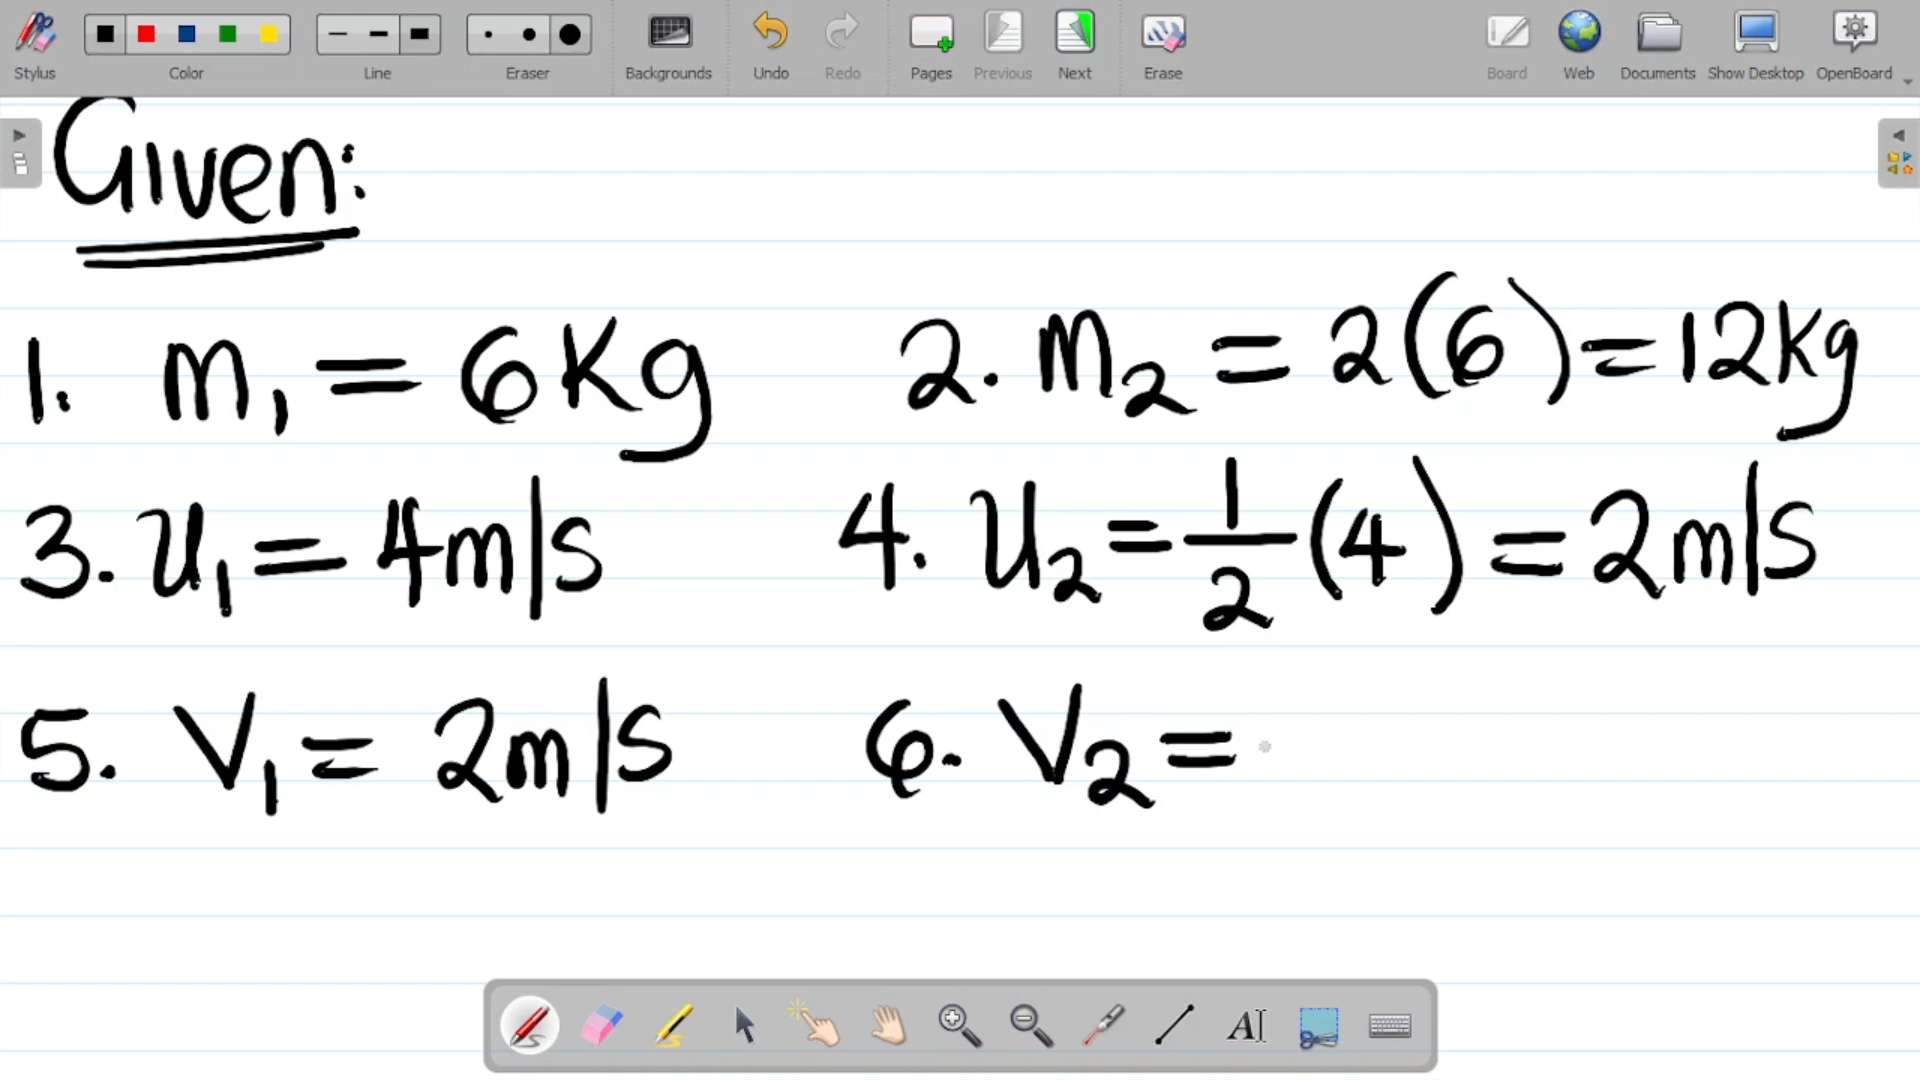 Stylus Color Line Eraser Backgrounds Undo Redo Pages Previous Next Erase Board Web Documents Show Desktop OpenBoard
Given:
1. m₁ = 6Kg 2. m₂ = 2(6) = 12kg
3. u₁ = 4m/s 4. u₂ = 1/2 (4) = 2m/s
5. V₁ = 2m/s 6. V₂ =